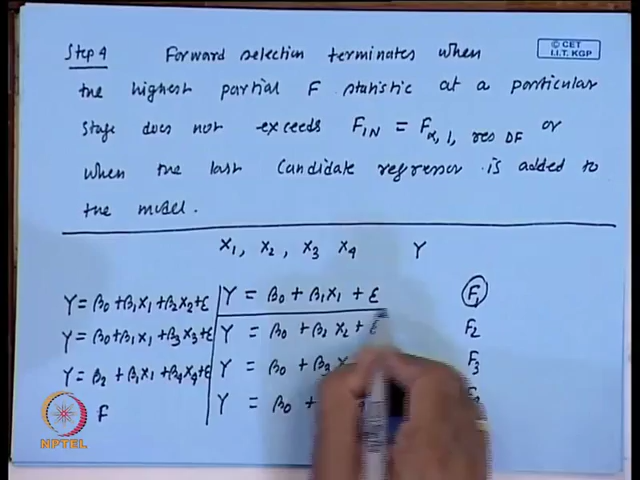 Step 4 Forward selection terminates when
the highest partial F statistic at a particular
stage does not exceeds F_IN = F_α, 1, res DF or
when the last candidate regressor is added to
the model.
X1, X2, X3 X4 Y
Y = β0 + β1X1 + β2X2 + ε
Y = β0 + β1X1 + β3X3 + ε
Y = β2 + β1X1 + β4X4 + ε
F
Y = β0 + β1X1 + ε F1
Y = β0 + β2 X2 + ε F2
Y = β0 + β3 F3
Y = β0 +
© CET
I.I.T. KGP
NPTEL